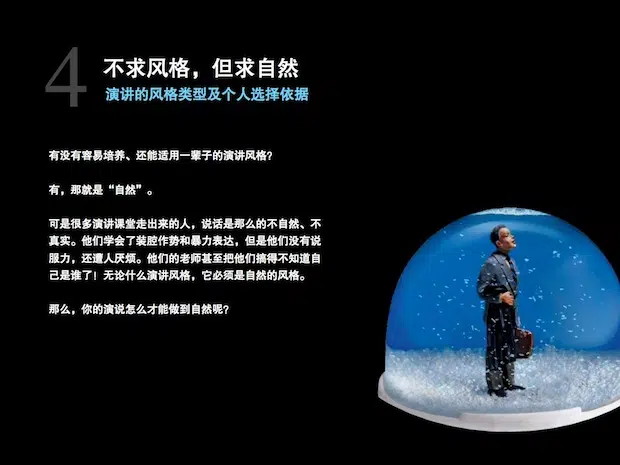 4
不求风格，但求自然
演讲的风格类型及个人选择依据
有没有容易培养、还能适用一辈子的演讲风格？
有，那就是“自然”。
可是很多演讲课堂走出来的人，说话是那么的不自然、不
真实。他们学会了装腔作势和暴力表达，但是他们没有说
服力，还遭人厌烦。他们的老师甚至把他们搞得不知道自
己是谁了！无论什么演讲风格，它必须是自然的风格。
那么，你的演说怎么才能做到自然呢？